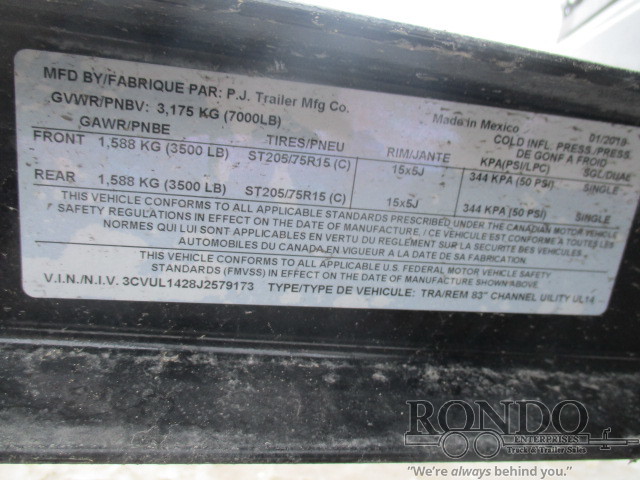 MFD BY/FABRIQUE PAR: P.J. Trailer Mfg Co. Made in Mexico 01/2018
GVWR/PNBV: 3,175 KG (7000LB) COLD INFL. PRESS./PRESS.
GAWR/PNBE TIRES/PNEU RIM/JANTE DE GONF A FROID
KPA(PSI/LPC) SGL/DUAL
FRONT 1,588 KG (3500 LB) ST205/75R15 (C) 15x5J 344 KPA (50 PSI) SINGLE
REAR 1,588 KG (3500 LB) ST205/75R15 (C) 15x5J 344 KPA (50 PSI) SINGLE
THIS VEHICLE CONFORMS TO ALL APPLICABLE STANDARDS PRESCRIBED UNDER THE CANADIAN MOTOR VEHICLE
SAFETY REGULATIONS IN EFFECT ON THE DATE OF MANUFACTURE. / CE VEHICULE EST CONFORME A TOUTES
NORMES QUI LUI SONT APPLICABLES EN VERTU DU REGLEMENT SUR LA SECURITE DES VEHICULES
AUTOMOBILES DU CANADA EN VIGUEUR A LA DATE DE SA FABRICATION
THIS VEHICLE CONFORMS TO ALL APPLICABLE U.S. FEDERAL MOTOR VEHICLE SAFETY
STANDARDS (FMVSS) IN EFFECT ON THE DATE OF MANUFACTURE SHOWN ABOVE
V.I.N./N.I.V. 3CVUL1428J2579173 TYPE/TYPE DE VEHICULE: TRA/REM 83" CHANNEL UILITY UL14
RONDO
ENTERPRISES
Truck & Trailer Sales
"We're always behind you."